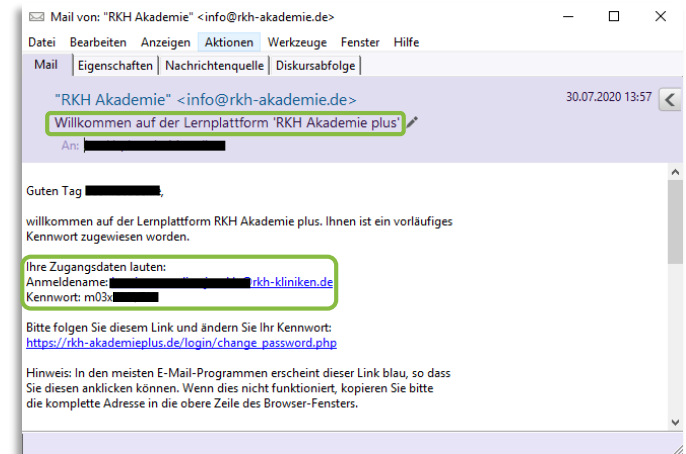 Mail von: "RKH Akademie" <info@rkh-akademie.de>
Datei Bearbeiten Anzeigen Aktionen Werkzeuge Fenster Hilfe
Mail Eigenschaften Nachrichtenquelle Diskursabfolge
"RKH Akademie" <info@rkh-akademie.de> 30.07.2020 13:57
Willkommen auf der Lernplattform 'RKH Akademie plus'
An:
Guten Tag ,
willkommen auf der Lernplattform RKH Akademie plus. Ihnen ist ein vorläufiges
Kennwort zugewiesen worden.
Ihre Zugangsdaten lauten:
Anmeldename: @rkh-kliniken.de
Kennwort: m03x
Bitte folgen Sie diesem Link und ändern Sie Ihr Kennwort:
https://rkh-akademieplus.de/login/change_password.php
Hinweis: In den meisten E-Mail-Programmen erscheint dieser Link blau, so dass
Sie diesen anklicken können. Wenn dies nicht funktioniert, kopieren Sie bitte
die komplette Adresse in die obere Zeile des Browser-Fensters.